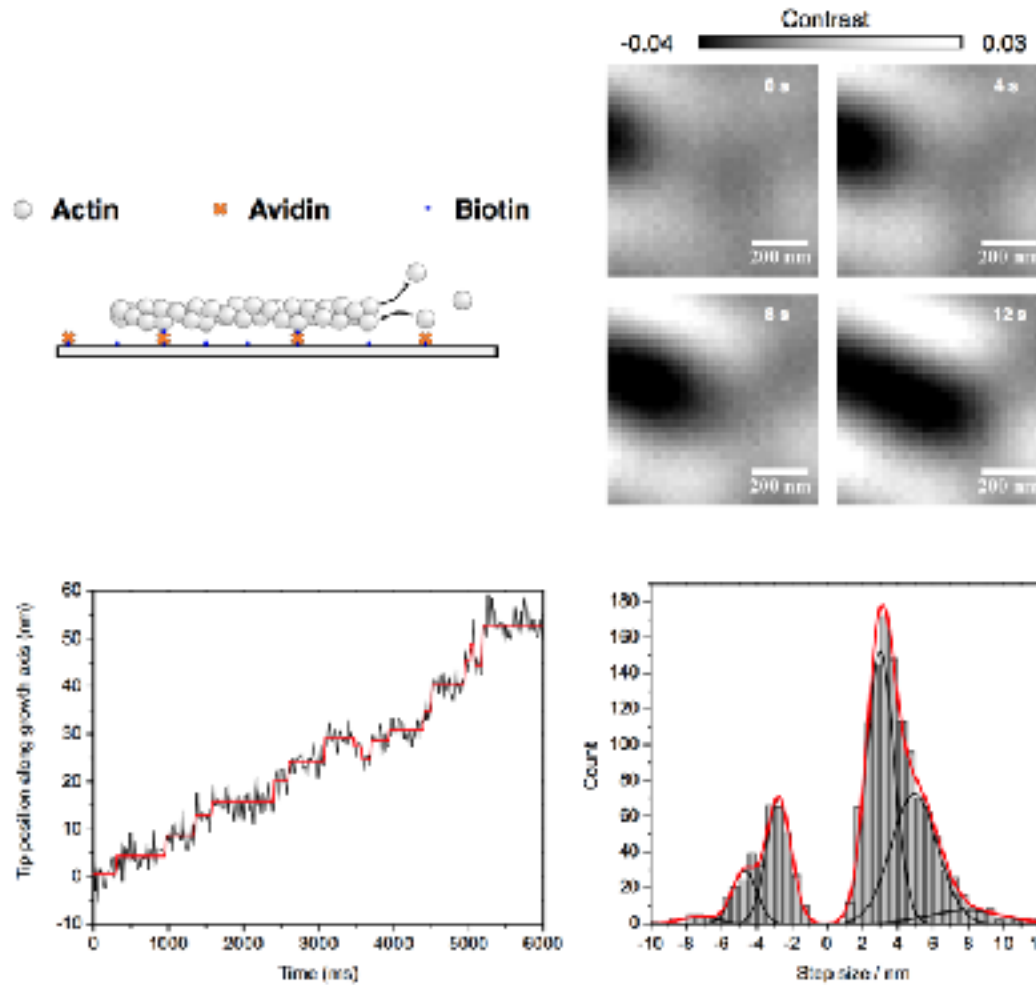 Contrast
-0.04 0.03
0 s
4 s
200 nm
200 nm
Actin Avidin Biotin
8 s
12 s
200 nm
200 nm
Tip position along growth axis (nm)
60
50
40
30
20
10
0
-10
0 1000 2000 3000 4000 5000 6000
Time (ms)
Count
180
160
140
120
100
80
60
40
20
0
-10 -8 -6 -4 -2 0 2 4 6 8 10
Step size / nm